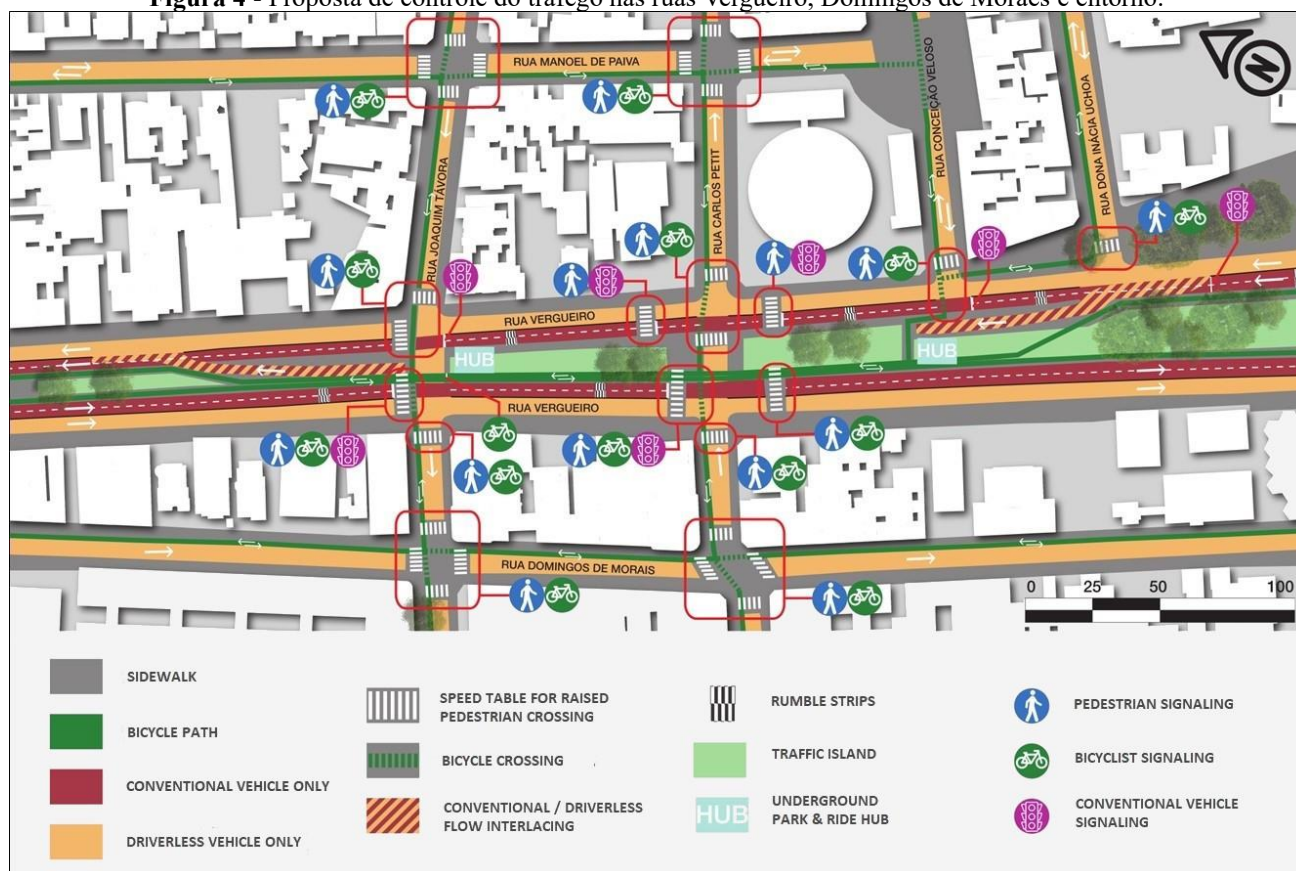 Figura 4 - Proposta de controle do tráfego nas ruas Vergueiro, Domingos de Moraes e entorno.
RUA MANOEL DE PAIVA
RUA JOAQUIM TÁVORA
RUA CARLOS PETIT
RUA CONCEIÇÃO VELOSO
RUA DONA INÁCIA UCHOA
N
RUA VERGUEIRO
HUB
HUB
RUA VERGUEIRO
RUA DOMINGOS DE MORAIS
0 25 50 100
SIDEWALK
BICYCLE PATH
CONVENTIONAL VEHICLE ONLY
DRIVERLESS VEHICLE ONLY
SPEED TABLE FOR RAISED
PEDESTRIAN CROSSING
BICYCLE CROSSING
CONVENTIONAL / DRIVERLESS
FLOW INTERLACING
RUMBLE STRIPS
TRAFFIC ISLAND
HUB
UNDERGROUND
PARK & RIDE HUB
PEDESTRIAN SIGNALING
BICYCLIST SIGNALING
CONVENTIONAL VEHICLE
SIGNALING